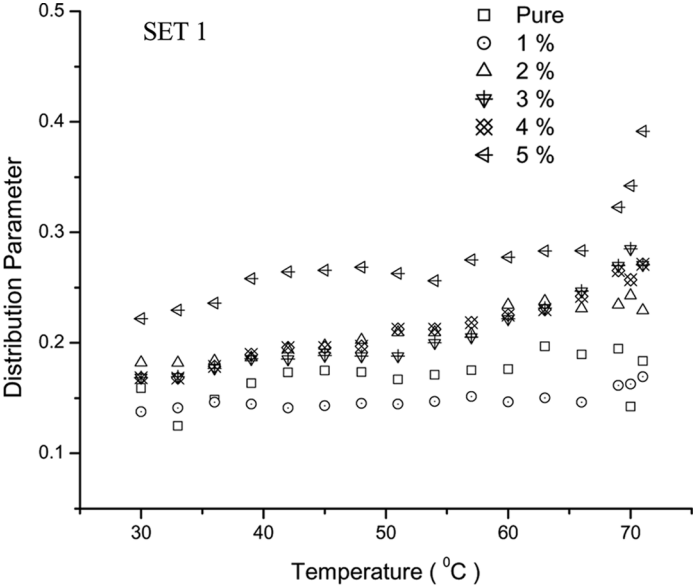 SET 1
Pure
1 %
2 %
3 %
4 %
5 %
0.5
0.4
0.3
0.2
0.1
Distribution Parameter
30 40 50 60 70
Temperature ( ⁰C )